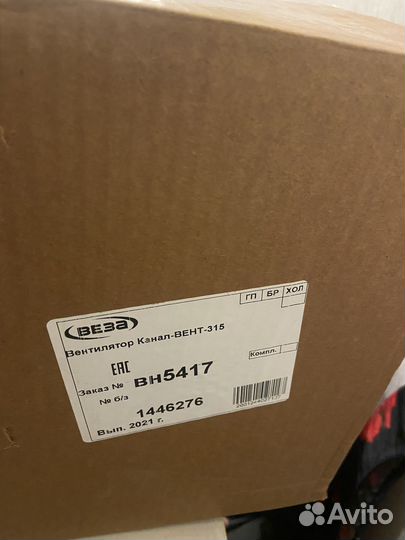 ВЕЗА
ГП БР ХОЛ
Вентилятор Канал-ВЕНТ-315
Компл.
EAC
Заказ № ВН5417
№ б/з
1446276
Вып. 2021 г.
Avito